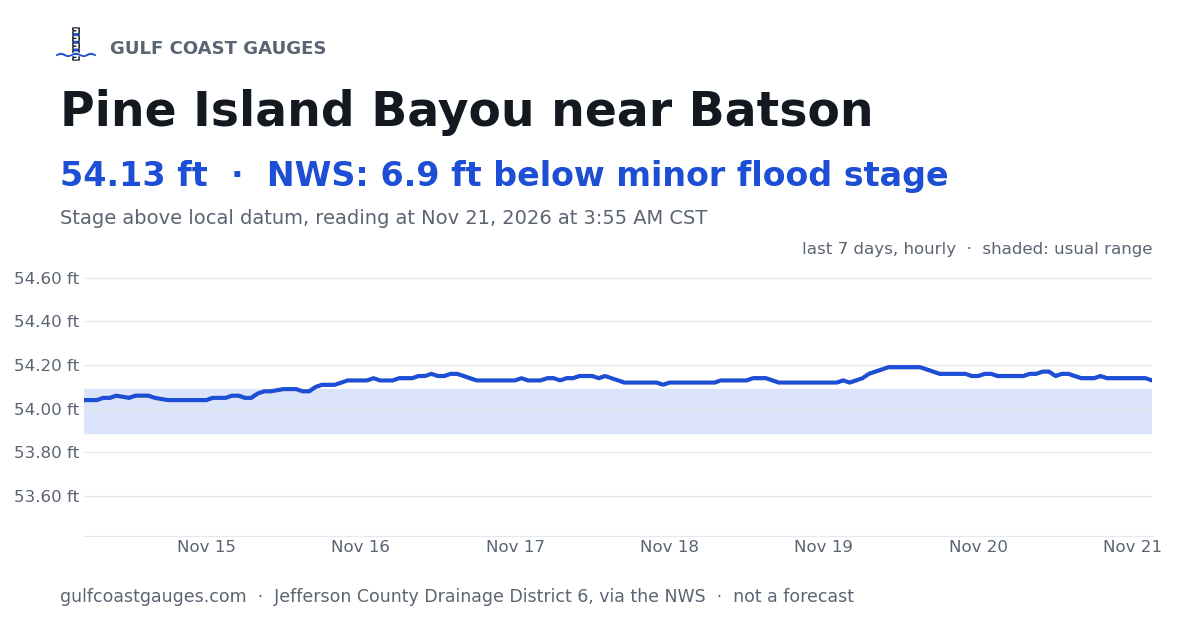 GULF COAST GAUGES
Pine Island Bayou near Batson
54.13 ft · NWS: 6.9 ft below minor flood stage
Stage above local datum, reading at Nov 21, 2026 at 3:55 AM CST
last 7 days, hourly · shaded: usual range
54.60 ft
54.40 ft
54.20 ft
54.00 ft
53.80 ft
53.60 ft
Nov 15 Nov 16 Nov 17 Nov 18 Nov 19 Nov 20 Nov 21
gulfcoastgauges.com · Jefferson County Drainage District 6, via the NWS · not a forecast